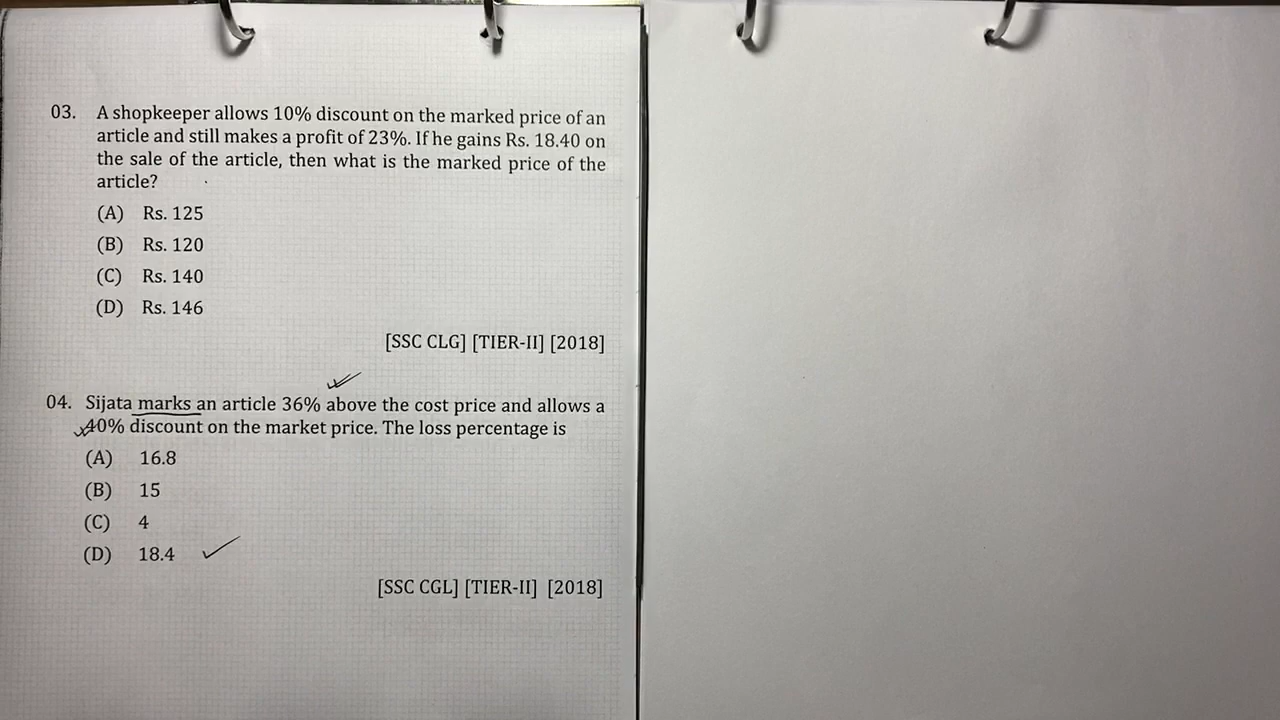 03. A shopkeeper allows 10% discount on the marked price of an
article and still makes a profit of 23%. If he gains Rs. 18.40 on
the sale of the article, then what is the marked price of the
article?
(A) Rs. 125
(B) Rs. 120
(C) Rs. 140
(D) Rs. 146
[SSC CLG] [TIER-II] [2018]
04. Sijata marks an article 36% above the cost price and allows a
40% discount on the market price. The loss percentage is
(A) 16.8
(B) 15
(C) 4
(D) 18.4
[SSC CGL] [TIER-II] [2018]